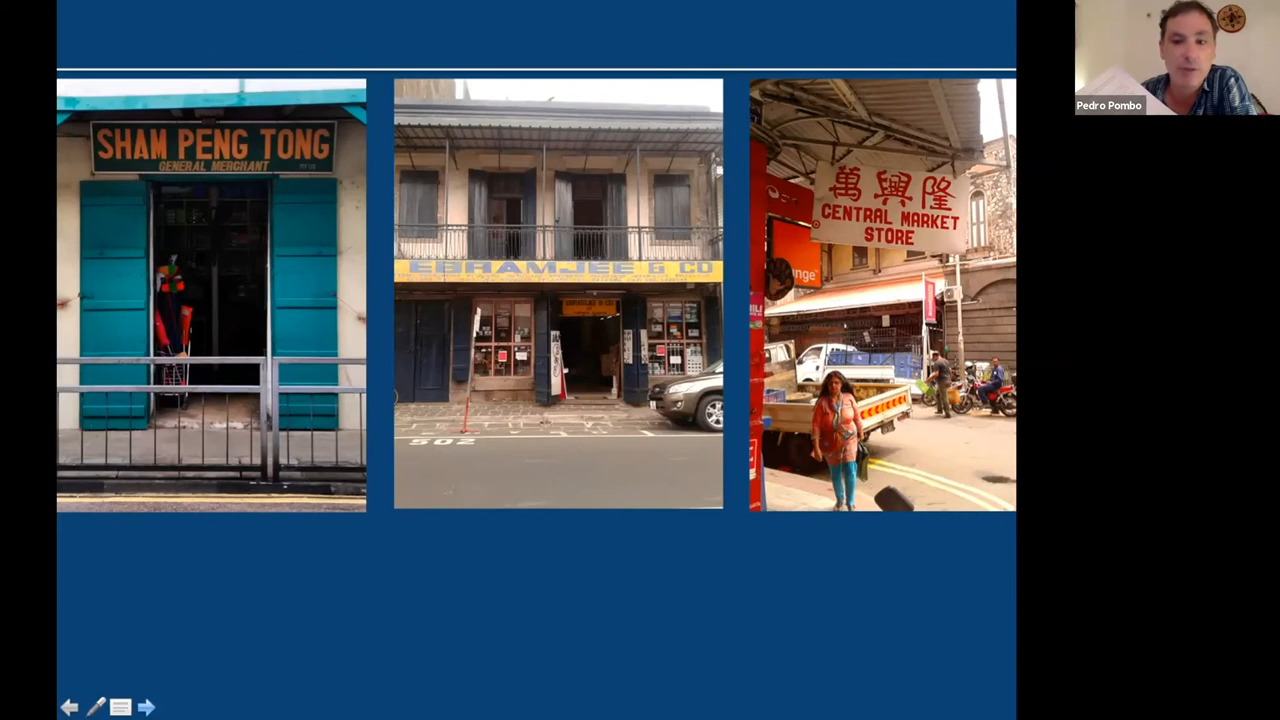 SHAM PENG TONG
GENERAL MERCHANT
EBRAMJEE & CO
502
萬興隆
CENTRAL MARKET
STORE
Pedro Pombo